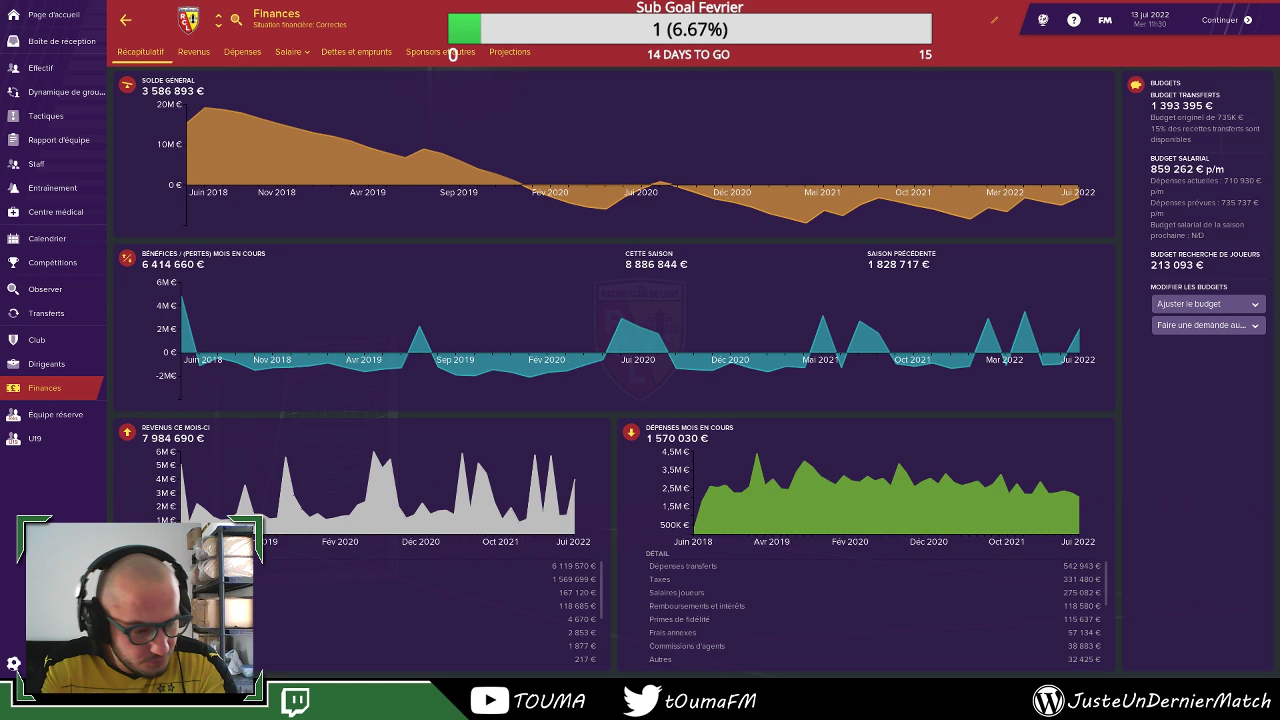 Sub Goal Fevrier
1 (6.67%)
0
14 DAYS TO GO
15
Finances
Situation financière: Correctes
13 jui 2022
Mer 11h30
Continuer
FM
Récapitulatif
Revenus
Dépenses
Salaire
Dettes et emprunts
Sponsors et autres
Projections
Page d'accueil
Boîte de réception
Effectif
Dynamique de grou...
Tactiques
Rapport d'équipe
Staff
Entraînement
Centre médical
Calendrier
Compétitions
Observer
Transferts
Club
Dirigeants
Finances
Équipe réserve
U19
SOLDE GÉNÉRAL
3 586 893 €
20M €
10M €
0 €
Juin 2018
Nov 2018
Avr 2019
Sep 2019
Fév 2020
Jui 2020
Déc 2020
Mai 2021
Oct 2021
Mar 2022
Jui 2022
BÉNÉFICES / (PERTES) MOIS EN COURS
6 414 660 €
CETTE SAISON
8 886 844 €
SAISON PRÉCÉDENTE
1 828 717 €
6M €
4M €
2M €
0 €
-2M€
Juin 2018
Nov 2018
Avr 2019
Sep 2019
Fév 2020
Jui 2020
Déc 2020
Mai 2021
Oct 2021
Mar 2022
Jui 2022
REVENUS CE MOIS-CI
7 984 690 €
6M €
5M €
4M €
3M €
2M €
1M €
2019
Fév 2020
Déc 2020
Oct 2021
Jui 2022
6 119 570 €
1 569 699 €
167 120 €
118 685 €
4 670 €
2 853 €
1 877 €
217 €
DÉPENSES MOIS EN COURS
1 570 030 €
4,5M €
3,5M €
2,5M €
1,5M €
500K €
Juin 2018
Avr 2019
Fév 2020
Déc 2020
Oct 2021
Jui 2022
DÉTAIL
Dépenses transferts 542 943 €
Taxes 331 480 €
Salaires joueurs 275 082 €
Remboursements et intérêts 118 580 €
Primes de fidélité 115 637 €
Frais annexes 57 134 €
Commissions d'agents 38 883 €
Autres 32 425 €
BUDGETS
BUDGET TRANSFERTS
1 393 395 €
Budget originel de 735K €
15% des recettes transferts sont
disponibles
BUDGET SALARIAL
859 262 € p/m
Dépenses actuelles : 710 930 €
p/m
Dépenses prévues : 735 737 €
p/m
Budget salarial de la saison
prochaine : N/D
BUDGET RECHERCHE DE JOUEURS
213 093 €
MODIFIER LES BUDGETS
Ajuster le budget
Faire une demande au...
TOUMA
tOumaFM
JusteUnDernierMatch